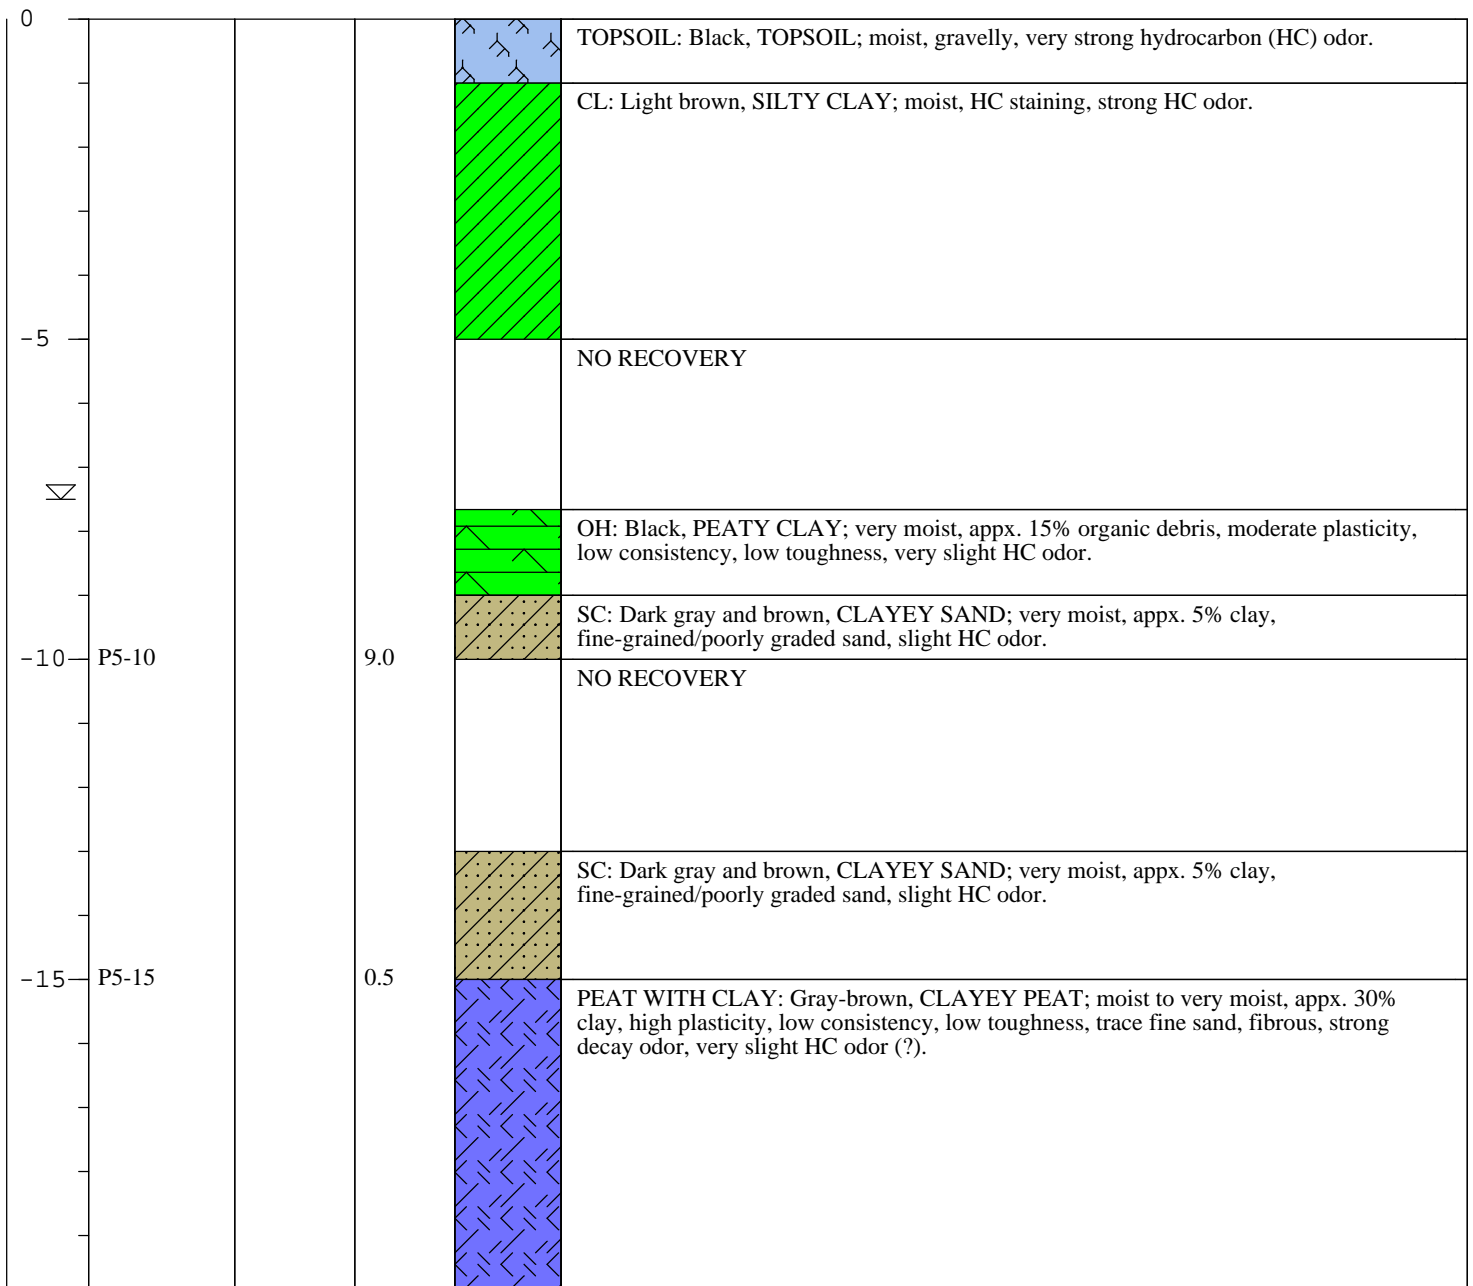 0
TOPSOIL: Black, TOPSOIL; moist, gravelly, very strong hydrocarbon (HC) odor.
CL: Light brown, SILTY CLAY; moist, HC staining, strong HC odor.
-5
NO RECOVERY
OH: Black, PEATY CLAY; very moist, appx. 15% organic debris, moderate plasticity,
low consistency, low toughness, very slight HC odor.
SC: Dark gray and brown, CLAYEY SAND; very moist, appx. 5% clay,
fine-grained/poorly graded sand, slight HC odor.
-10 P5-10 9.0
NO RECOVERY
SC: Dark gray and brown, CLAYEY SAND; very moist, appx. 5% clay,
fine-grained/poorly graded sand, slight HC odor.
-15 P5-15 0.5
PEAT WITH CLAY: Gray-brown, CLAYEY PEAT; moist to very moist, appx. 30%
clay, high plasticity, low consistency, low toughness, trace fine sand, fibrous, strong
decay odor, very slight HC odor (?).